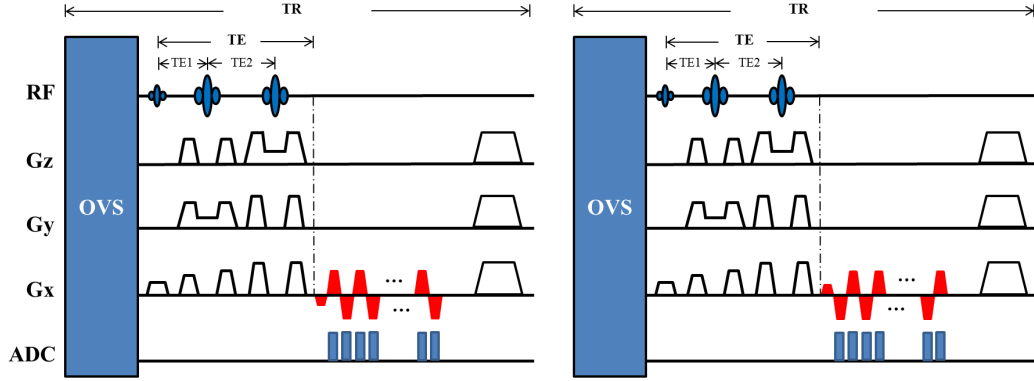 TR TR
TE TE
TE1 TE2 TE1 TE2
RF
Gz
OVS OVS
Gy
Gx
... ...
... ...
ADC